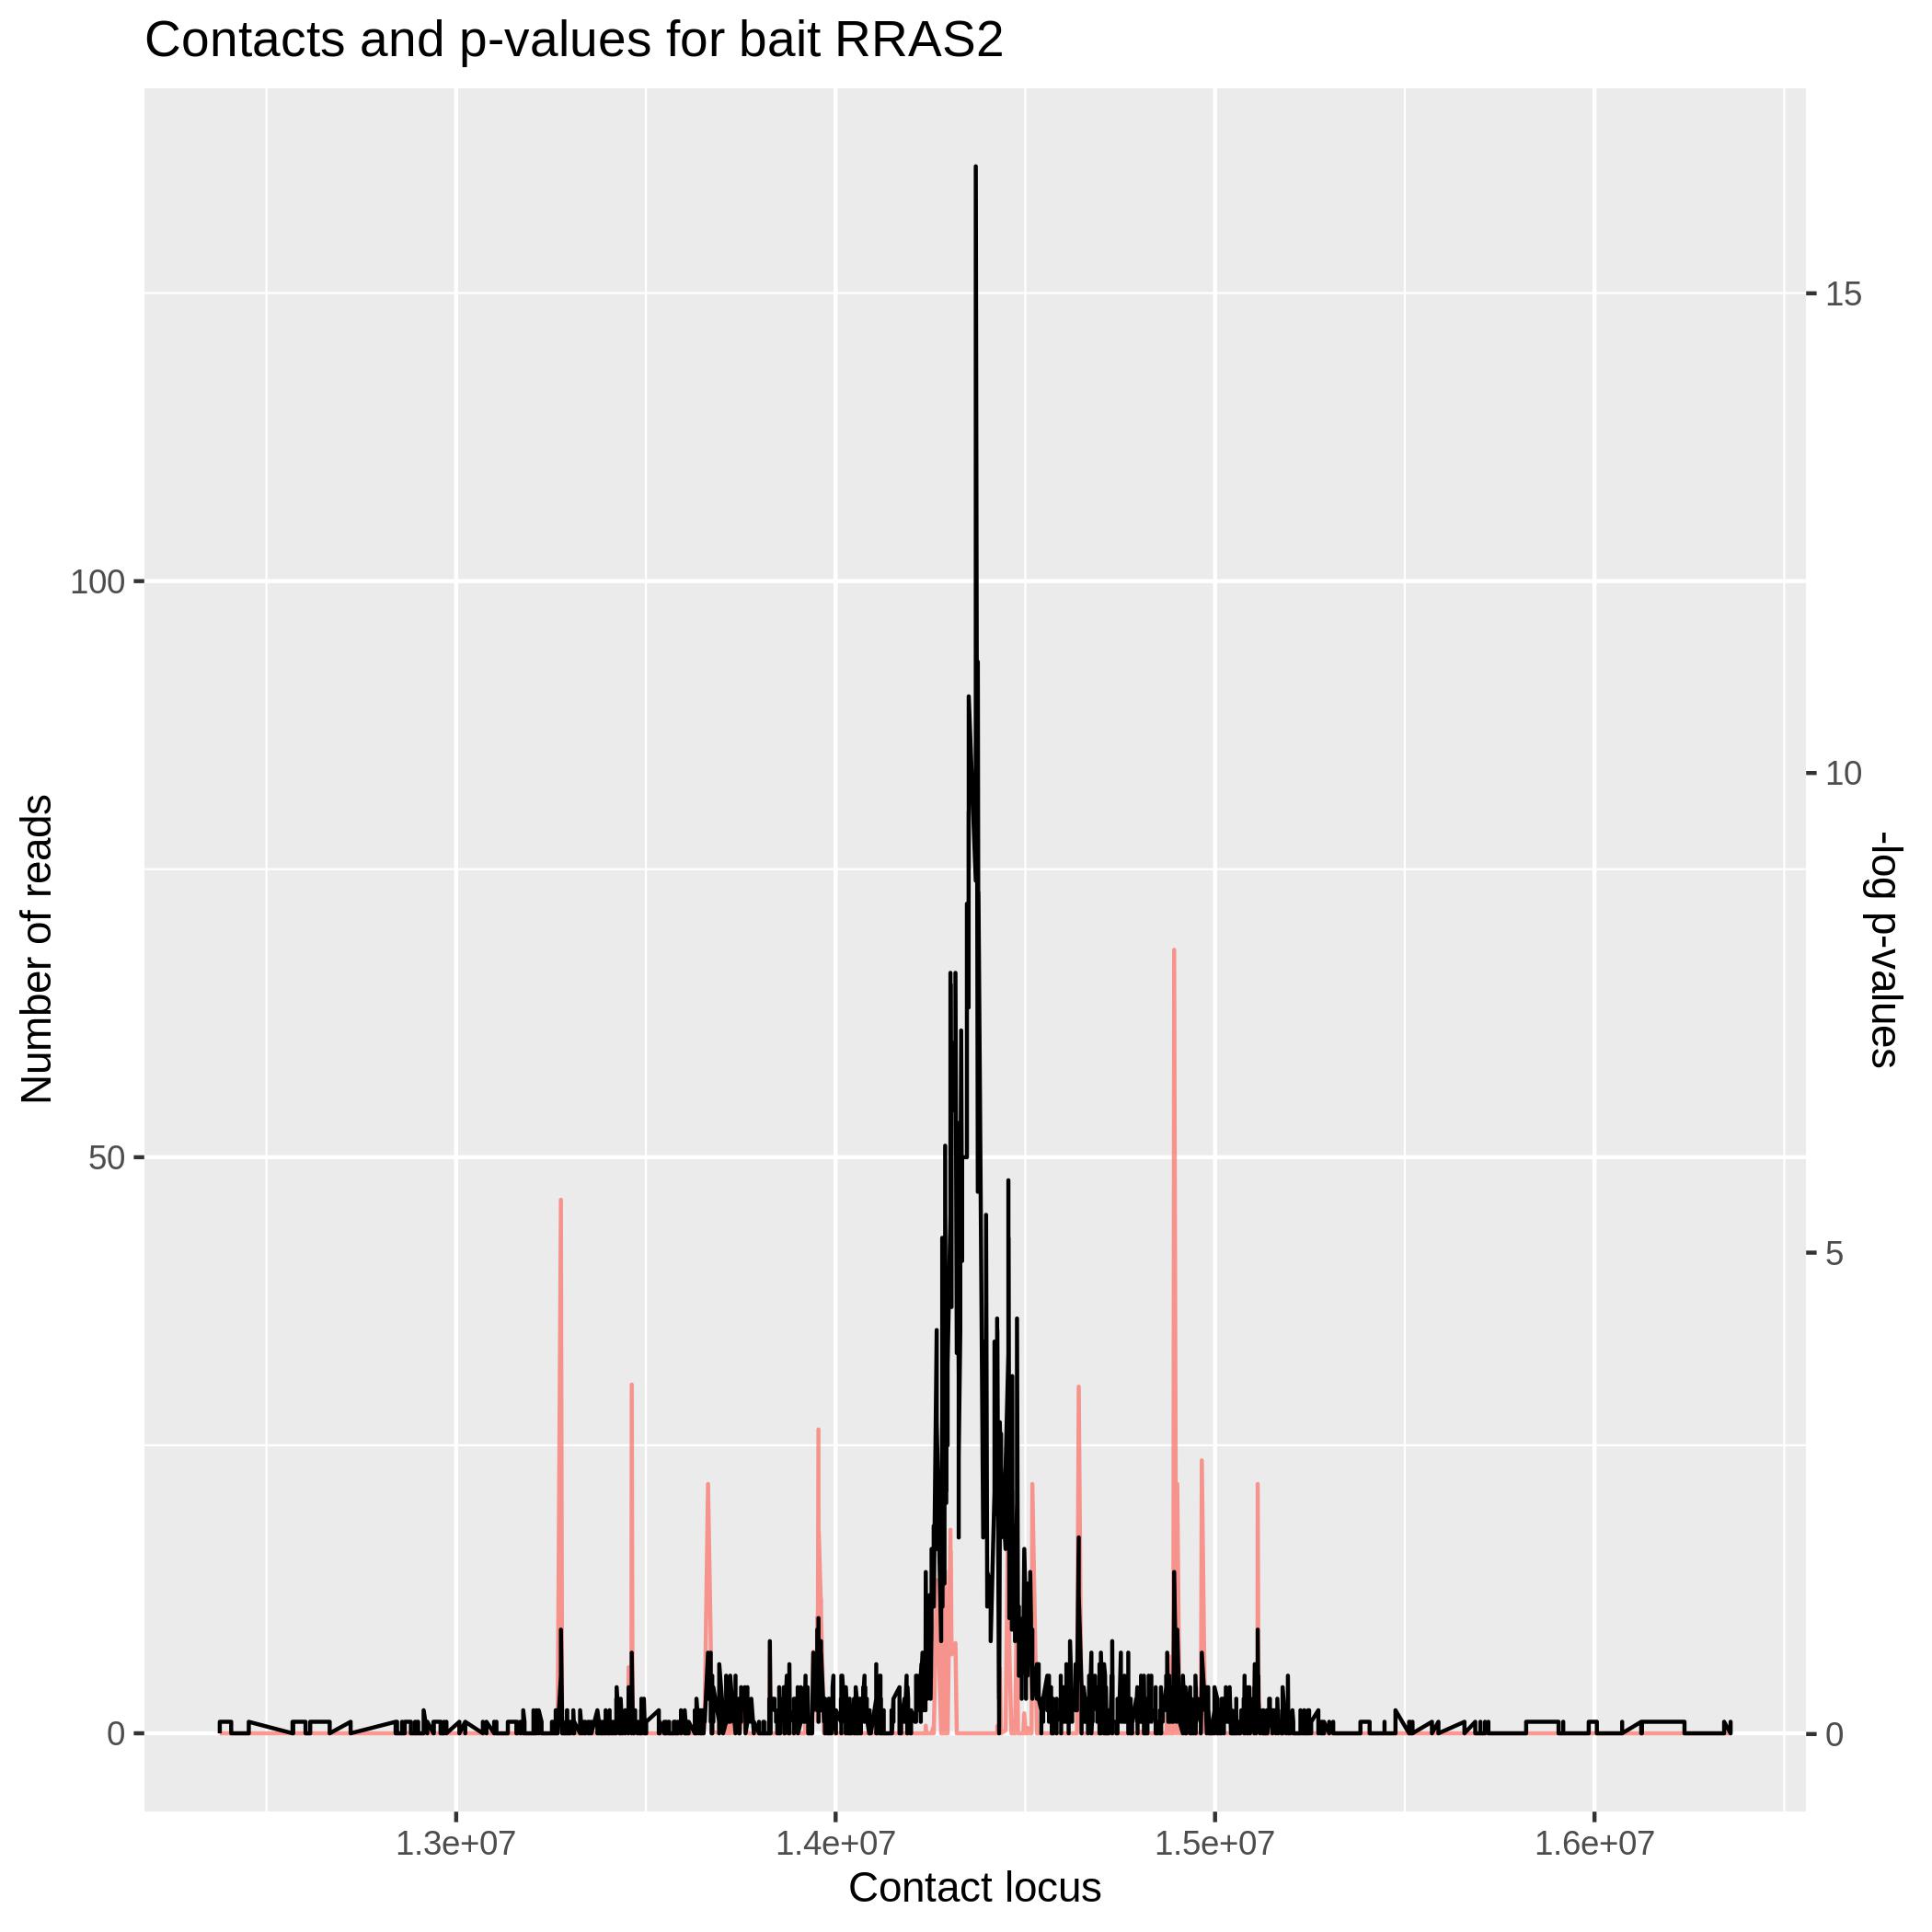 Contacts and p-values for bait RRAS2
15
100
10
Number of reads
-log p-values
5
50
0
0
1.3e+07
1.4e+07
1.5e+07
1.6e+07
Contact locus